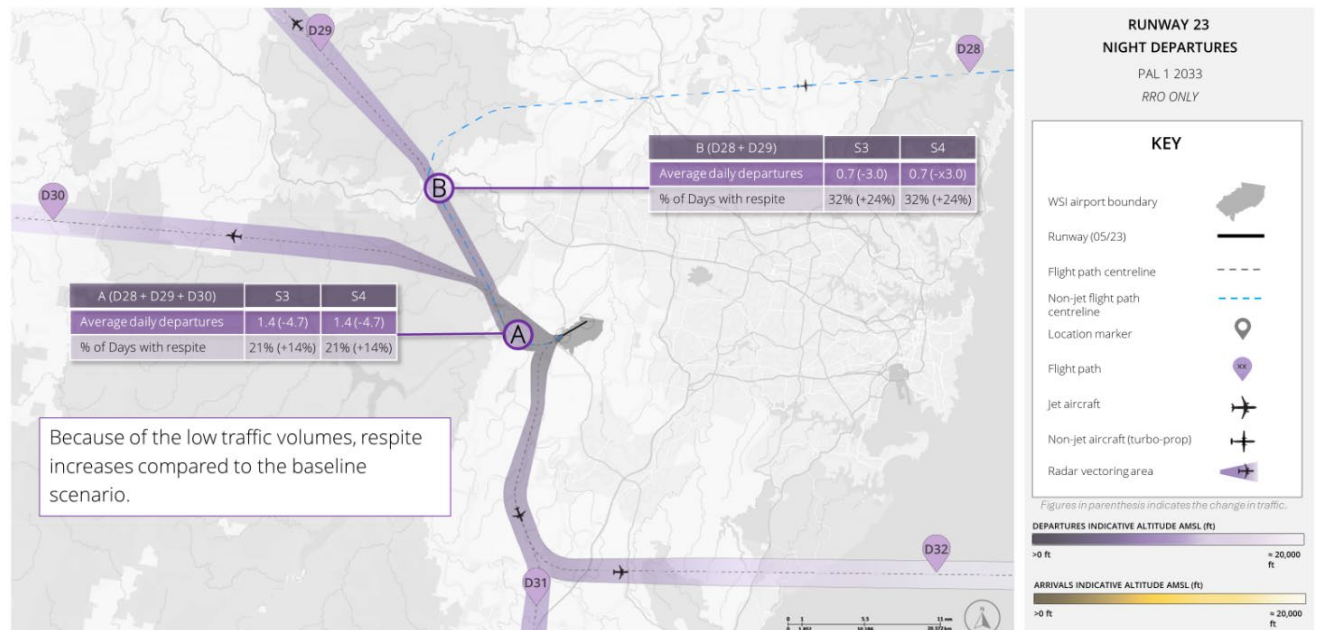 D29
D28
D30
B
B (D28 + D29) S3 S4
Average daily departures 0.7 (-3.0) 0.7 (-x3.0)
% of Days with respite 32% (+24%) 32% (+24%)
A (D28 + D29 + D30) S3 S4
Average daily departures 1.4 (-4.7) 1.4 (-4.7)
% of Days with respite 21% (+14%) 21% (+14%)
A
Because of the low traffic volumes, respite
increases compared to the baseline
scenario.
D32
D31
RUNWAY 23
NIGHT DEPARTURES
PAL 1 2033
RRO ONLY
KEY
WSI airport boundary
Runway (05/23)
Flight path centreline
Non-jet flight path
centreline
Location marker
Flight path
XX
Jet aircraft
Non-jet aircraft (turbo-prop)
Radar vectoring area
Figures in parenthesis indicates the change in traffic.
DEPARTURES INDICATIVE ALTITUDE AMSL (ft)
>0 ft ≈ 20,000
ft
ARRIVALS INDICATIVE ALTITUDE AMSL (ft)
>0 ft ≈ 20,000
ft